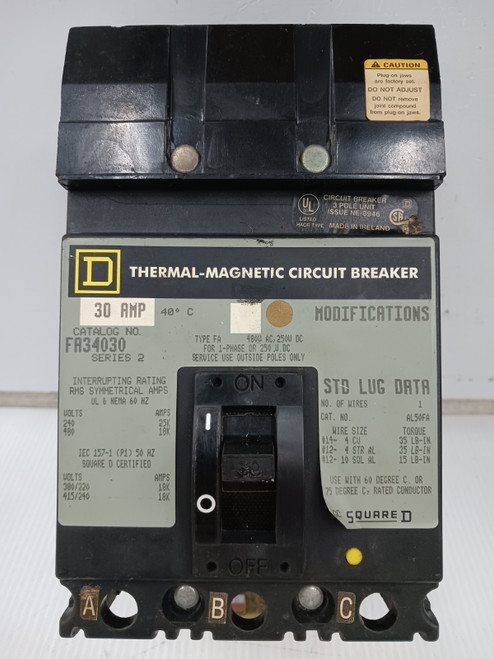 CAUTION
Plug-on jaws
are factory set.
DO NOT ADJUST
DO NOT remove
joint compound
from plug-on jaws.
UL
LISTED
CIRCUIT BREAKER
3 POLE UNIT
ISSUE NE-8946
MADE IN IRELAND
D
THERMAL-MAGNETIC CIRCUIT BREAKER
30 AMP
40° C
MODIFICATIONS
CATALOG NO.
FA34030
SERIES 2
TYPE FA 480V AC, 250V DC
FOR 1-PHASE OR 250 V DC
SERVICE USE OUTSIDE POLES ONLY
INTERRUPTING RATING
RMS SYMMETRICAL AMPS
UL & NEMA 60 HZ
VOLTS AMPS
240 25K
480 18K
IEC 157-1 (P1) 50 HZ
SQUARE D CERTIFIED
VOLTS AMPS
380/220 18K
415/240 18K
ON
I
30
O
OFF
STD LUG DATA
NO. OF WIRES 1
CAT. NO. AL50FA
WIRE SIZE TORQUE
#14- 4 CU 35 LB-IN
#12- 4 STR AL 35 LB-IN
#12- 10 SOL AL 15 LB-IN
USE WITH 60 DEGREE C. OR
75 DEGREE C. RATED CONDUCTOR
SQUARE D
A
B
C